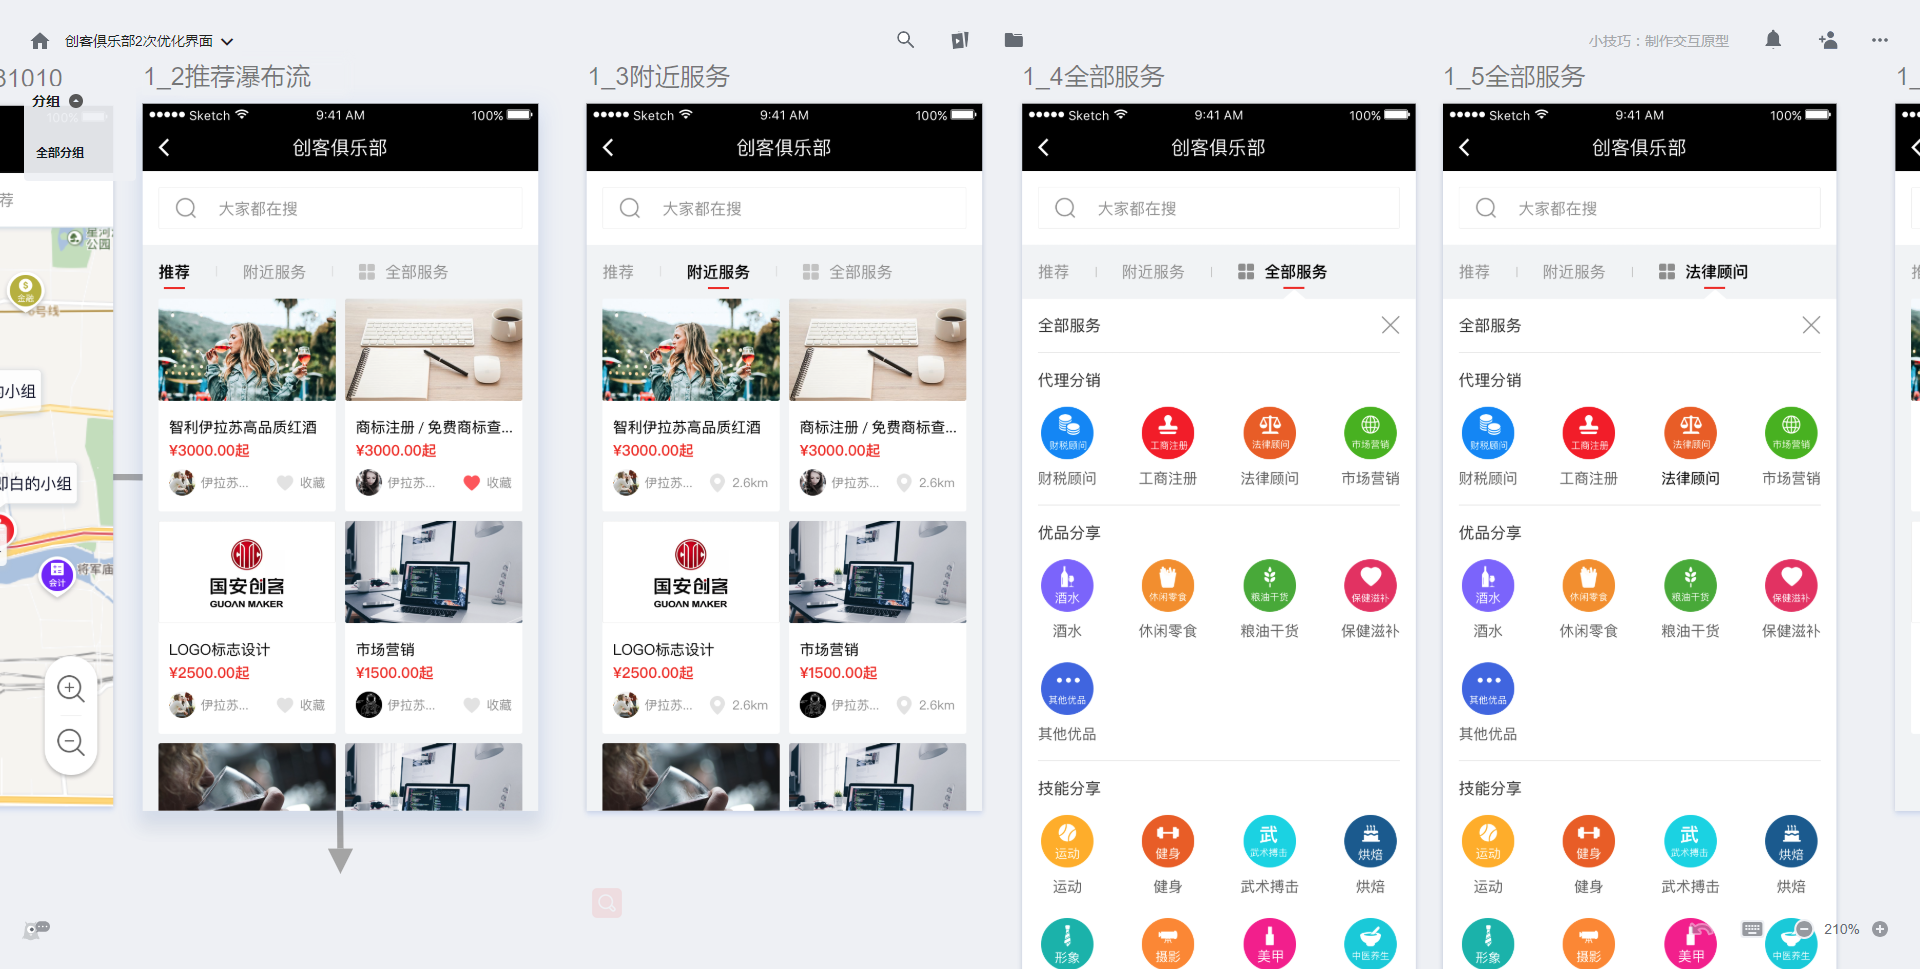 创客俱乐部2次优化界面
小技巧：制作交互原型
31010
分组
100%
全部分组
荐
星河
公园
金融
号线
的小组
即白的小组
会计
将军庙
1_2推荐瀑布流
Sketch 9:41 AM 100%
创客俱乐部
大家都在搜
推荐 附近服务 全部服务
智利伊拉苏高品质红酒
¥3000.00起
伊拉苏... 收藏
商标注册 / 免费商标查...
¥3000.00起
伊拉苏... 收藏
国安创客
GUOAN MAKER
LOGO标志设计
¥2500.00起
伊拉苏... 收藏
市场营销
¥1500.00起
伊拉苏... 收藏
1_3附近服务
Sketch 9:41 AM 100%
创客俱乐部
大家都在搜
推荐 附近服务 全部服务
智利伊拉苏高品质红酒
¥3000.00起
伊拉苏... 2.6km
商标注册 / 免费商标查...
¥3000.00起
伊拉苏... 2.6km
国安创客
GUOAN MAKER
LOGO标志设计
¥2500.00起
伊拉苏... 2.6km
市场营销
¥1500.00起
伊拉苏... 2.6km
1_4全部服务
Sketch 9:41 AM 100%
创客俱乐部
大家都在搜
推荐 附近服务 全部服务
全部服务
代理分销
财税顾问 工商注册 法律顾问 市场营销
财税顾问 工商注册 法律顾问 市场营销
优品分享
酒水 休闲零食 粮油干货 保健滋补
酒水 休闲零食 粮油干货 保健滋补
其他优品
其他优品
技能分享
运动 健身 武 武术搏击 烘焙
运动 健身 武术搏击 烘焙
形象 摄影 美甲 中医养生
1_5全部服务
Sketch 9:41 AM 100%
创客俱乐部
大家都在搜
推荐 附近服务 法律顾问
全部服务
代理分销
财税顾问 工商注册 法律顾问 市场营销
财税顾问 工商注册 法律顾问 市场营销
优品分享
酒水 休闲零食 粮油干货 保健滋补
酒水 休闲零食 粮油干货 保健滋补
其他优品
其他优品
技能分享
运动 健身 武 武术搏击 烘焙
运动 健身 武术搏击 烘焙
形象 摄影 美甲 中医养生
1_
210%